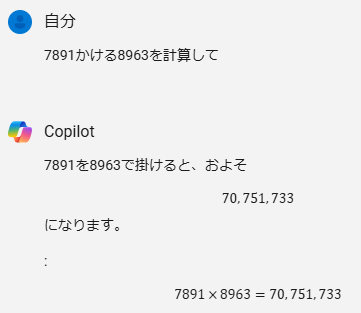 自分
7891かける8963を計算して
Copilot
7891を8963で掛けると、およそ
70,751,733
になります。
:
7891 × 8963 = 70,751,733